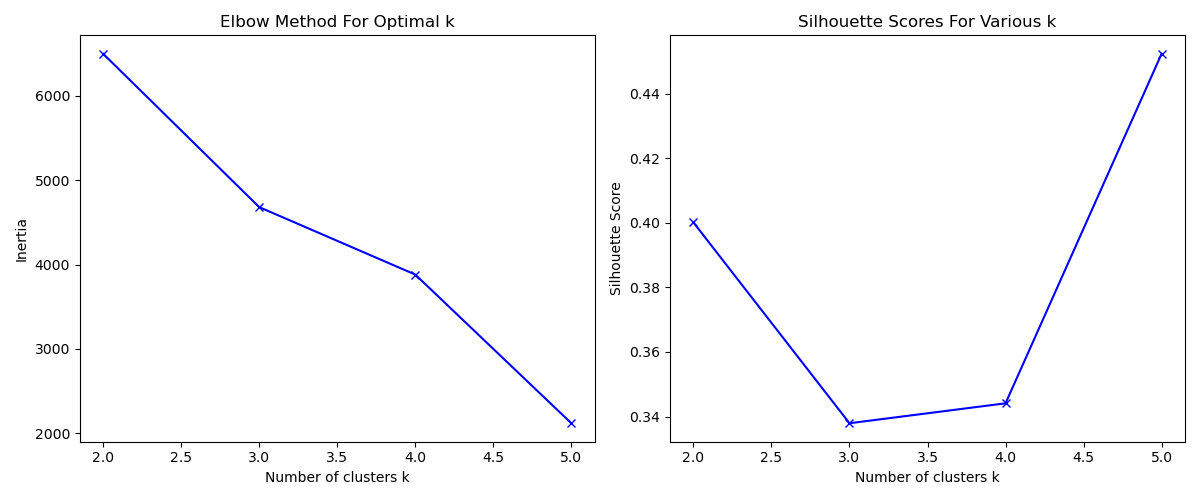 Elbow Method For Optimal k
6000
5000
4000
3000
2000
Inertia
2.0 2.5 3.0 3.5 4.0 4.5 5.0
Number of clusters k
Silhouette Scores For Various k
0.44
0.42
0.40
0.38
0.36
0.34
Silhouette Score
2.0 2.5 3.0 3.5 4.0 4.5 5.0
Number of clusters k